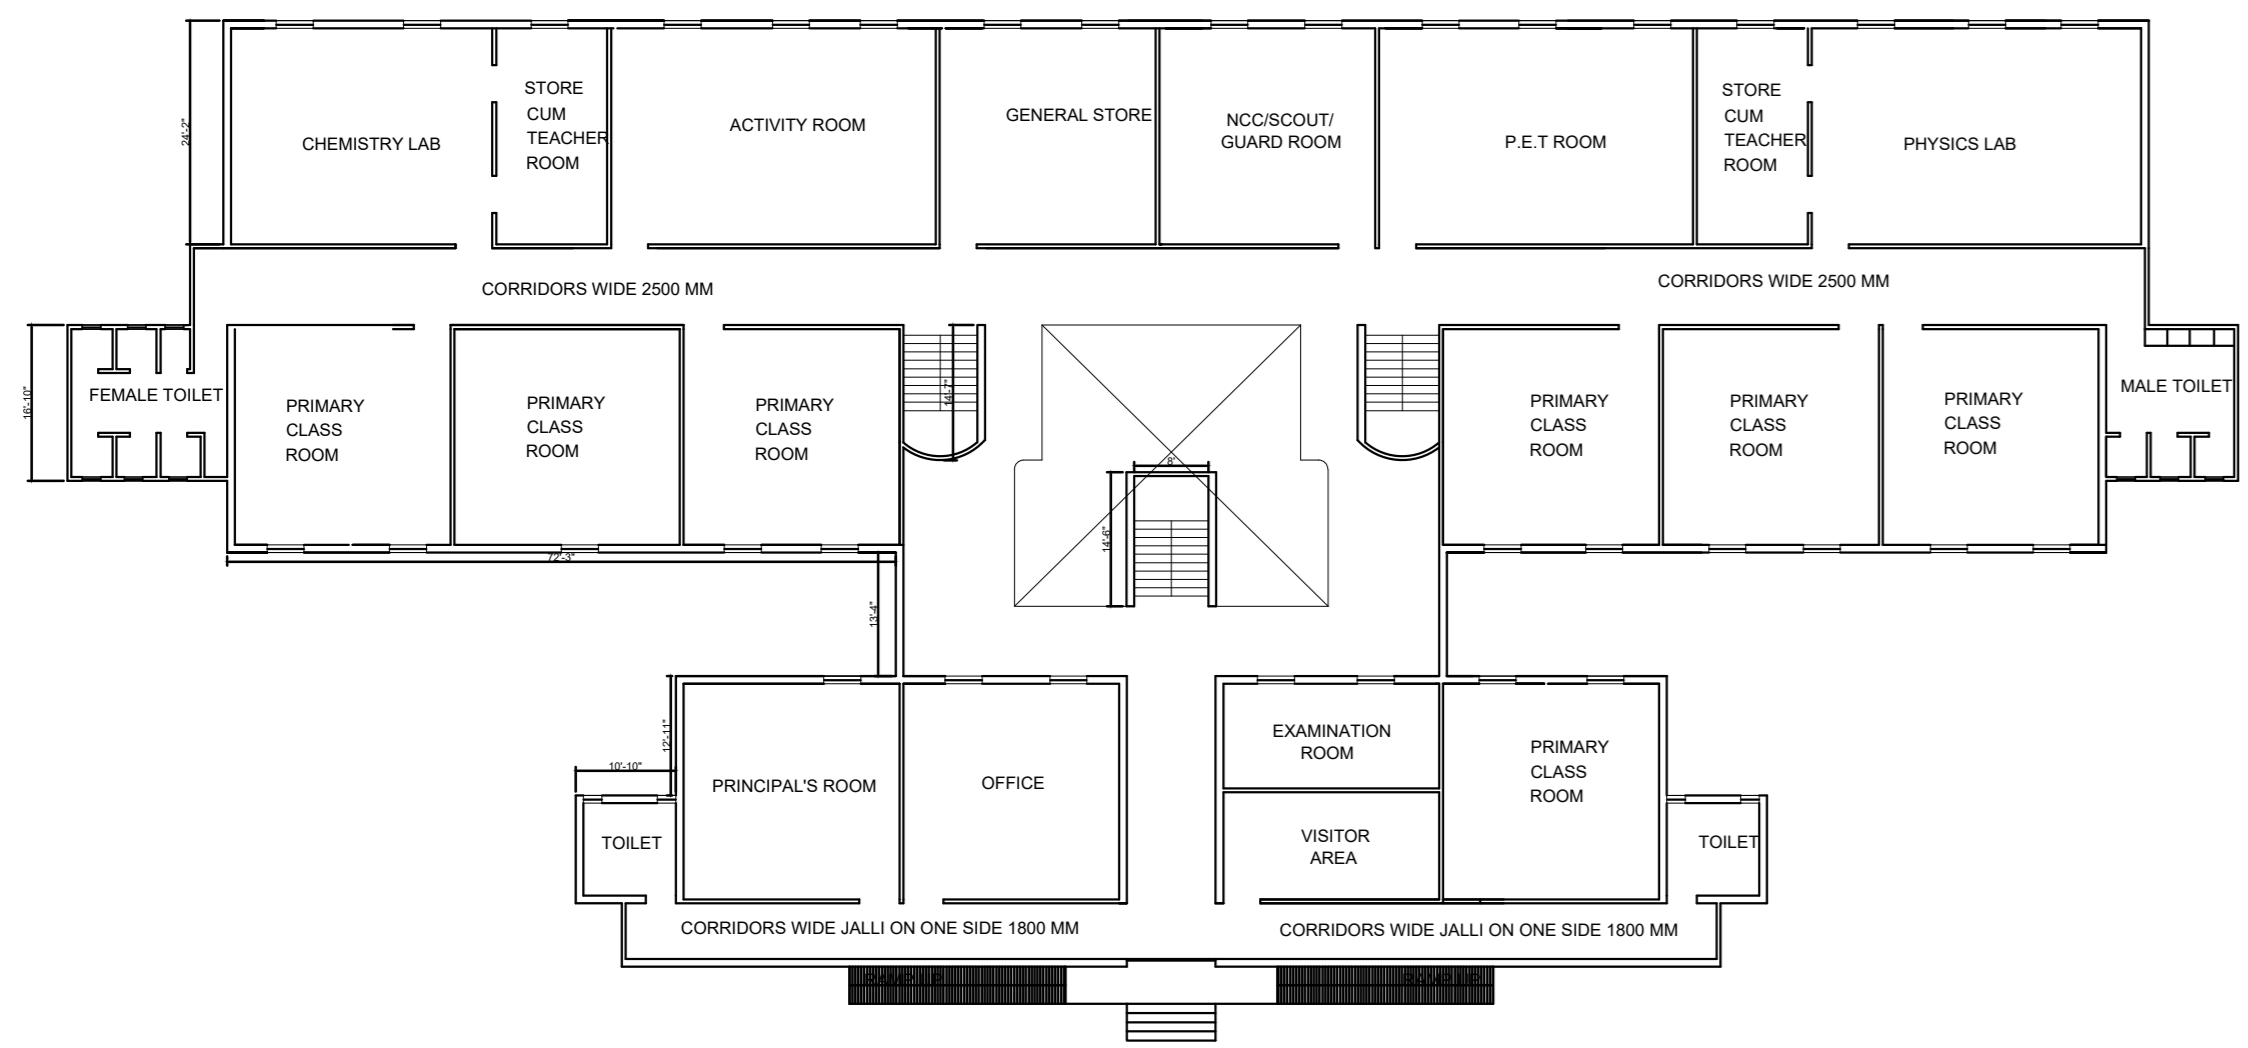 CHEMISTRY LAB
STORE
CUM
TEACHER
ROOM
ACTIVITY ROOM
GENERAL STORE
NCC/SCOUT/
GUARD ROOM
P.E.T ROOM
STORE
CUM
TEACHER
ROOM
PHYSICS LAB
24'-2"
CORRIDORS WIDE 2500 MM
CORRIDORS WIDE 2500 MM
16'-10"
FEMALE TOILET
PRIMARY
CLASS
ROOM
PRIMARY
CLASS
ROOM
PRIMARY
CLASS
ROOM
14'-7"
8'
14'-6"
PRIMARY
CLASS
ROOM
PRIMARY
CLASS
ROOM
PRIMARY
CLASS
ROOM
MALE TOILET
72'-3"
13'-4"
12'-11"
10'-10"
TOILET
PRINCIPAL'S ROOM
OFFICE
EXAMINATION
ROOM
VISITOR
AREA
PRIMARY
CLASS
ROOM
TOILET
CORRIDORS WIDE JALLI ON ONE SIDE 1800 MM
CORRIDORS WIDE JALLI ON ONE SIDE 1800 MM
RAMP UP
RAMP UP